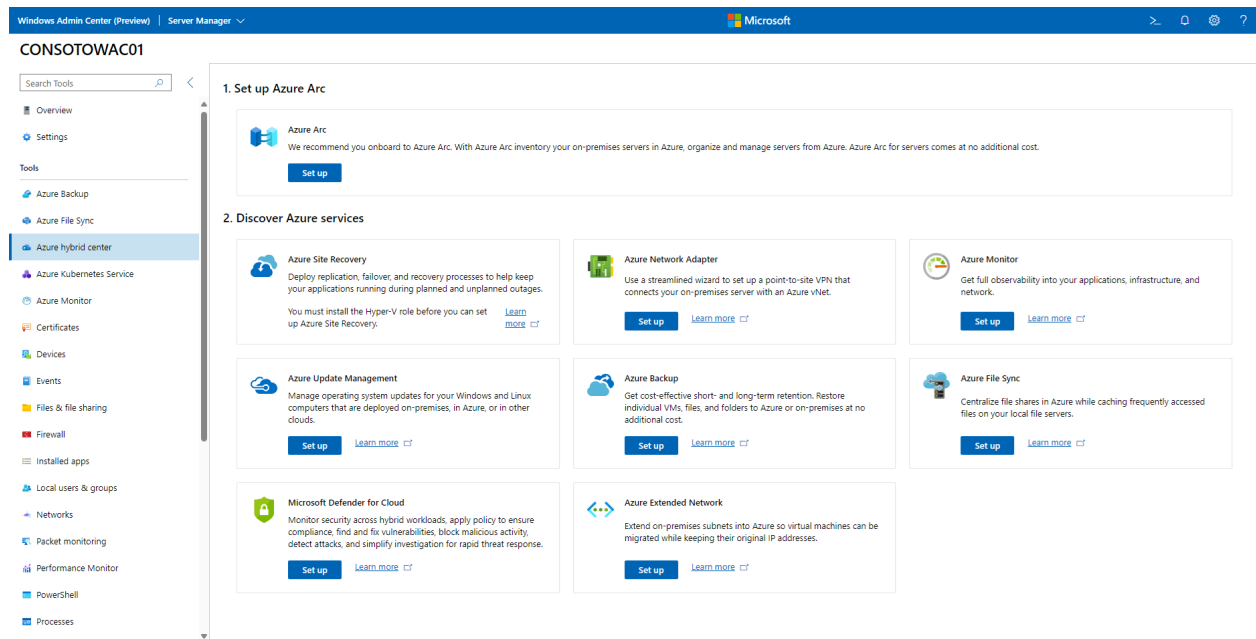 Windows Admin Center (Preview) | Server Manager
Microsoft
CONSOTOWAC01
Search Tools
Overview
Settings
Tools
Azure Backup
Azure File Sync
Azure hybrid center
Azure Kubernetes Service
Azure Monitor
Certificates
Devices
Events
Files & file sharing
Firewall
Installed apps
Local users & groups
Networks
Packet monitoring
Performance Monitor
PowerShell
Processes
1. Set up Azure Arc
Azure Arc
We recommend you onboard to Azure Arc. With Azure Arc inventory your on-premises servers in Azure, organize and manage servers from Azure. Azure Arc for servers comes at no additional cost.
Set up
2. Discover Azure services
Azure Site Recovery
Deploy replication, failover, and recovery processes to help keep
your applications running during planned and unplanned outages.
You must install the Hyper-V role before you can set
up Azure Site Recovery.
Learn
more
Azure Network Adapter
Use a streamlined wizard to set up a point-to-site VPN that
connects your on-premises server with an Azure vNet.
Set up
Learn more
Azure Monitor
Get full observability into your applications, infrastructure, and
network.
Set up
Learn more
Azure Update Management
Manage operating system updates for your Windows and Linux
computers that are deployed on-premises, in Azure, or in other
clouds.
Set up
Learn more
Azure Backup
Get cost-effective short- and long-term retention. Restore
individual VMs, files, and folders to Azure or on-premises at no
additional cost.
Set up
Learn more
Azure File Sync
Centralize file shares in Azure while caching frequently accessed
files on your local file servers.
Set up
Learn more
Microsoft Defender for Cloud
Monitor security across hybrid workloads, apply policy to ensure
compliance, find and fix vulnerabilities, block malicious activity,
detect attacks, and simplify investigation for rapid threat response.
Set up
Learn more
Azure Extended Network
Extend on-premises subnets into Azure so virtual machines can be
migrated while keeping their original IP addresses.
Set up
Learn more